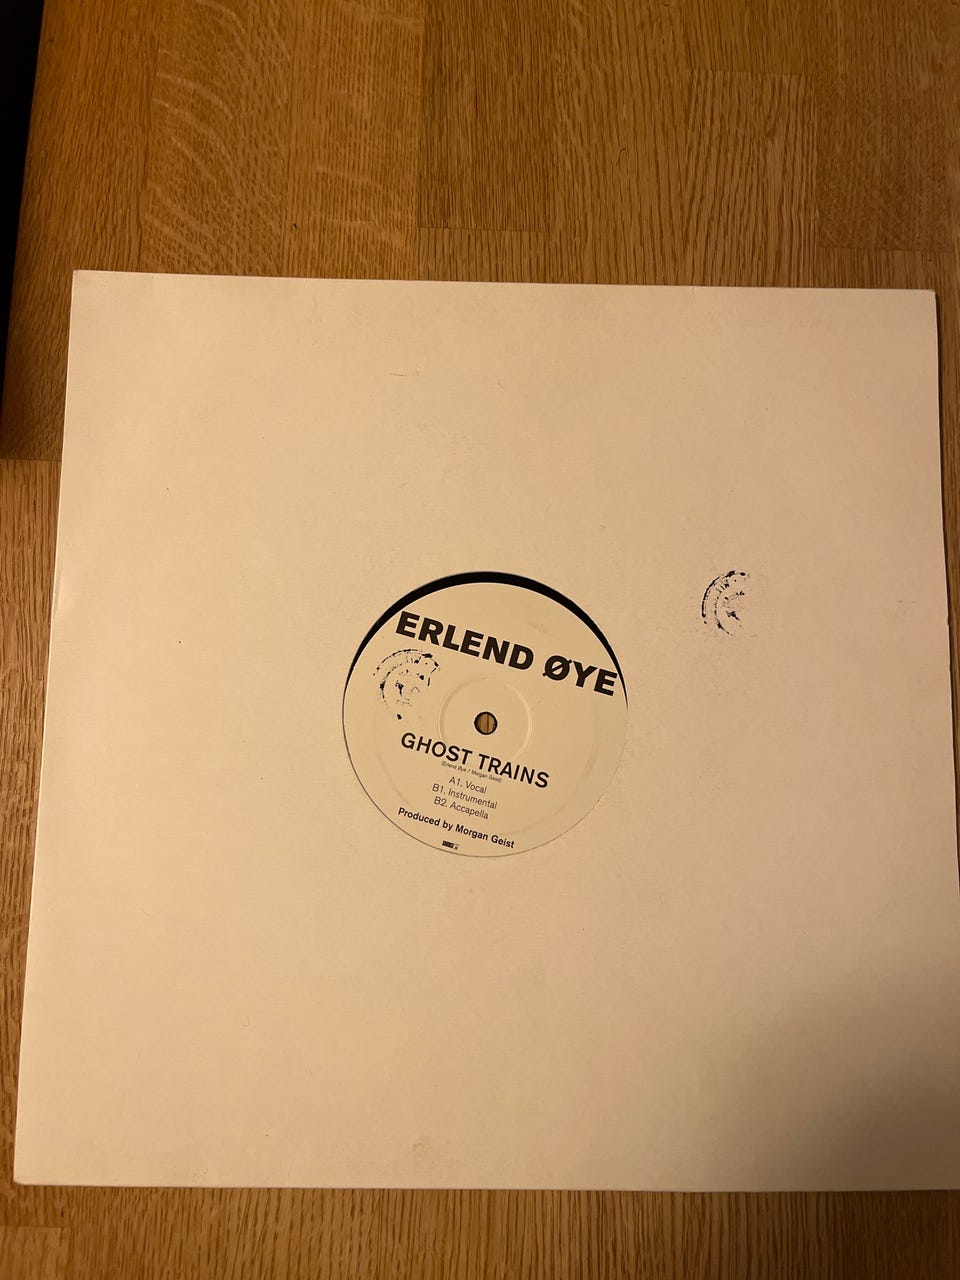 ERLEND ØYE
GHOST TRAINS
(Erlend Øye / Morgan Geist)
A1. Vocal
B1. Instrumental
B2. Accapella
Produced by Morgan Geist